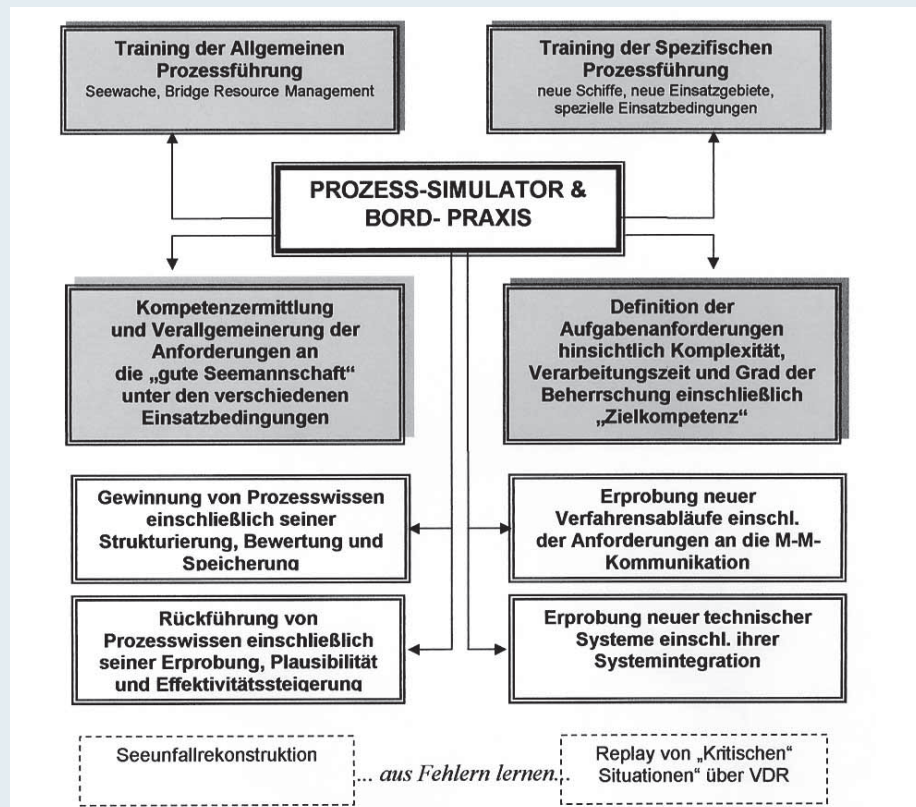 Training der Allgemeinen
Prozessführung
Seewache, Bridge Resource Management
Training der Spezifischen
Prozessführung
neue Schiffe, neue Einsatzgebiete,
spezielle Einsatzbedingungen
PROZESS-SIMULATOR &
BORD- PRAXIS
Kompetenzermittlung
und Verallgemeinerung der
Anforderungen an
die „gute Seemannschaft“
unter den verschiedenen
Einsatzbedingungen
Definition der
Aufgabenanforderungen
hinsichtlich Komplexität,
Verarbeitungszeit und Grad der
Beherrschung einschließlich
„Zielkompetenz“
Gewinnung von Prozesswissen
einschließlich seiner
Strukturierung, Bewertung und
Speicherung
Erprobung neuer
Verfahrensabläufe einschl.
der Anforderungen an die M-M-
Kommunikation
Rückführung von
Prozesswissen einschließlich
seiner Erprobung, Plausibilität
und Effektivitätssteigerung
Erprobung neuer technischer
Systeme einschl. ihrer
Systemintegration
Seeunfallrekonstruktion
... aus Fehlern lernen...
Replay von „Kritischen“
Situationen“ über VDR